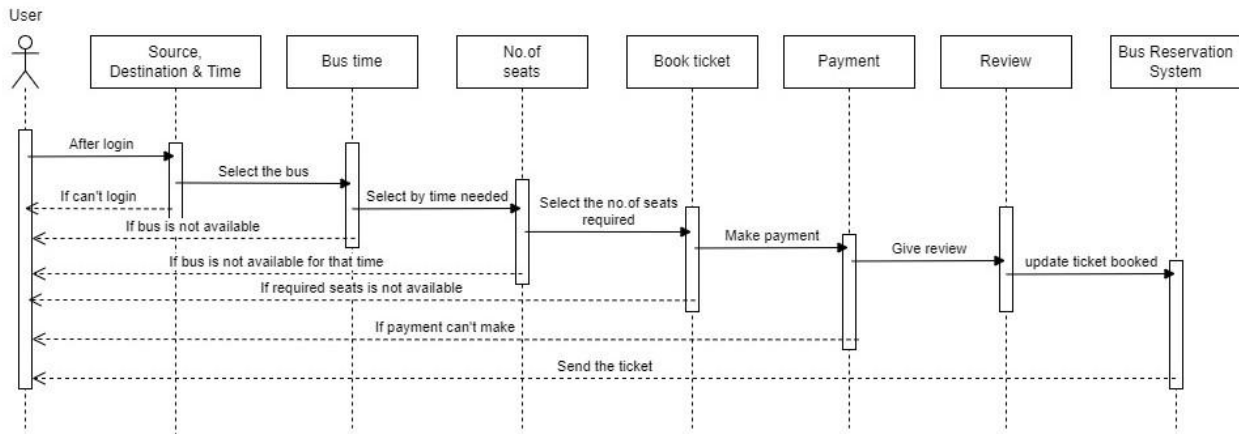 User
Source,
Destination & Time
Bus time
No.of
seats
Book ticket
Payment
Review
Bus Reservation
System
After login
Select the bus
If can't login
Select by time needed
Select the no.of seats
required
If bus is not available
Make payment
Give review
If bus is not available for that time
update ticket booked
If required seats is not available
If payment can't make
Send the ticket